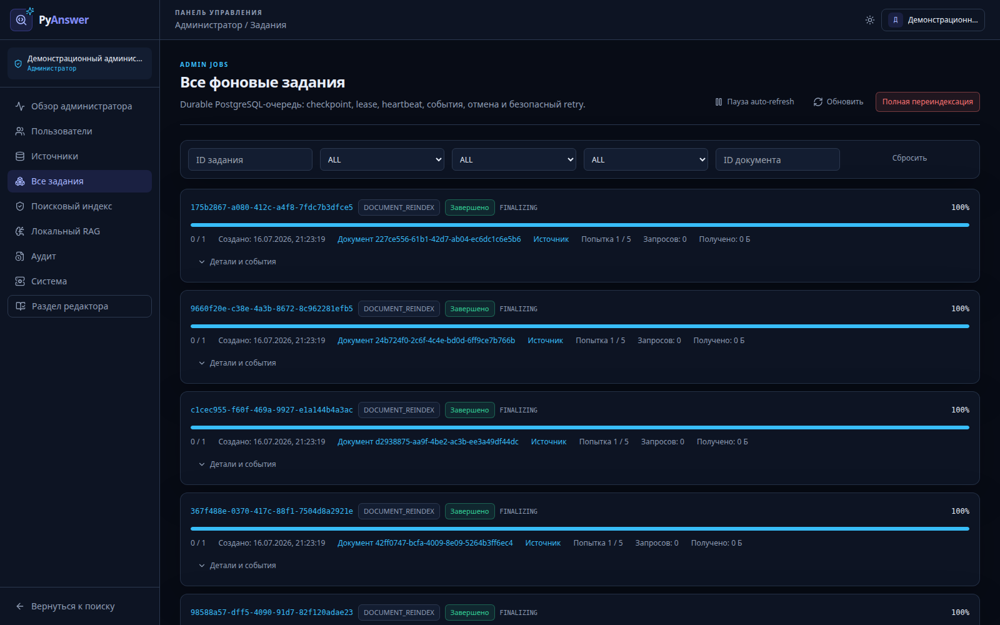 PyAnswer
Демонстрационный админис...
Администратор
Обзор администратора
Пользователи
Источники
Все задания
Поисковый индекс
Локальный RAG
Аудит
Система
Раздел редактора
Вернуться к поиску
ПАНЕЛЬ УПРАВЛЕНИЯ
Администратор / Задания
Д Демонстрационн...
ADMIN JOBS
Все фоновые задания
Durable PostgreSQL-очередь: checkpoint, lease, heartbeat, события, отмена и безопасный retry.
Пауза auto-refresh Обновить Полная переиндексация
ID задания ALL ALL ALL ID документа Сбросить
175b2867-a080-412c-a4f8-7fdc7b3dfce5 DOCUMENT_REINDEX Завершено FINALIZING 100%
0 / 1 Создано: 16.07.2026, 21:23:19 Документ 227ce556-61b1-42d7-ab04-ec6dc1c6e5b6 Источник Попытка 1 / 5 Запросов: 0 Получено: 0 Б
Детали и события
9660f20e-c38e-4a3b-8672-8c962281efb5 DOCUMENT_REINDEX Завершено FINALIZING 100%
0 / 1 Создано: 16.07.2026, 21:23:19 Документ 24b724f0-2c6f-4c4e-bd0d-6ff9ce7b766b Источник Попытка 1 / 5 Запросов: 0 Получено: 0 Б
Детали и события
c1cec955-f60f-469a-9927-e1a144b4a3ac DOCUMENT_REINDEX Завершено FINALIZING 100%
0 / 1 Создано: 16.07.2026, 21:23:19 Документ d2938875-aa9f-4be2-ac3b-ee3a49df44dc Источник Попытка 1 / 5 Запросов: 0 Получено: 0 Б
Детали и события
367f488e-0370-417c-88f1-7504d8a2921e DOCUMENT_REINDEX Завершено FINALIZING 100%
0 / 1 Создано: 16.07.2026, 21:23:19 Документ 42ff0747-bcfa-4009-8e09-5264b3ff6ec4 Источник Попытка 1 / 5 Запросов: 0 Получено: 0 Б
Детали и события
98588a57-dff5-4090-91d7-82f120adae23 DOCUMENT_REINDEX Завершено FINALIZING 100%